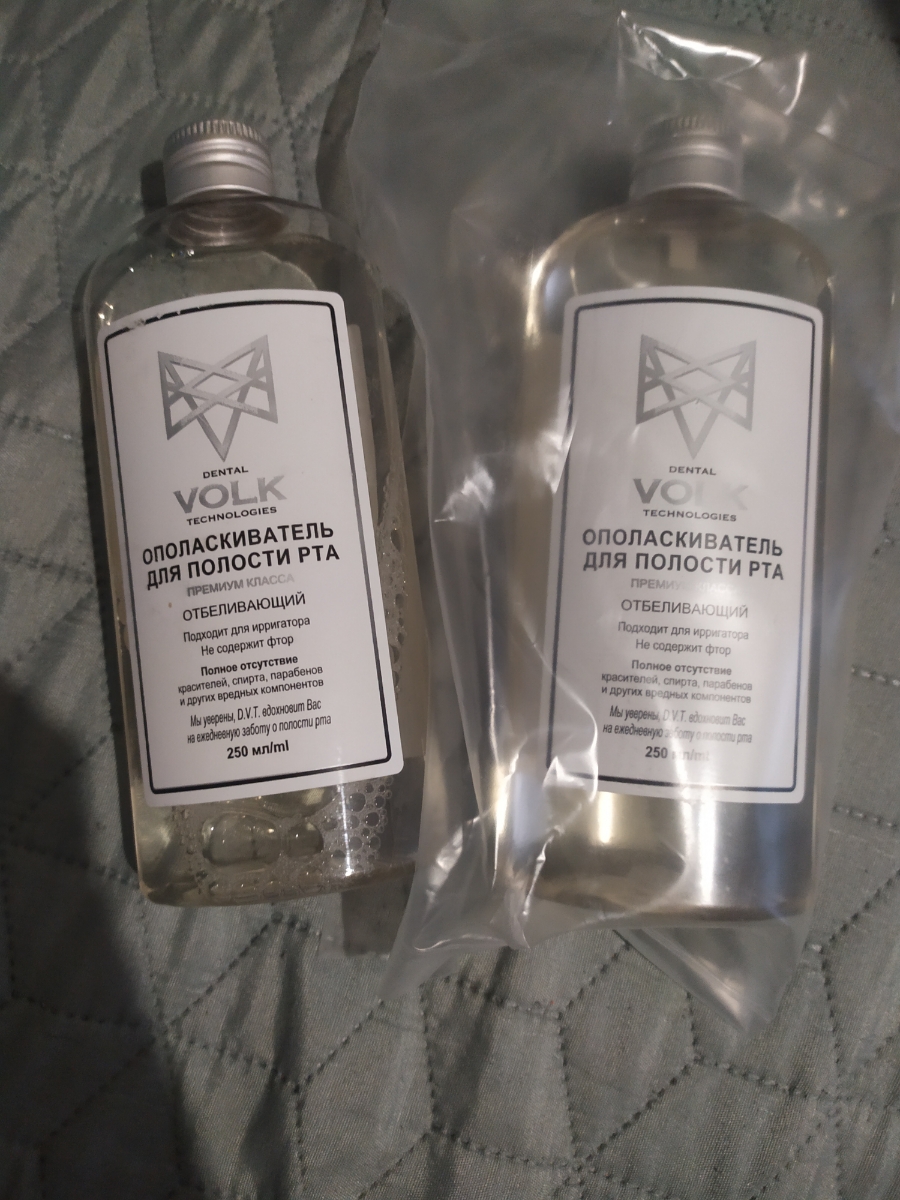 DENTAL
VOLK
TECHNOLOGIES
ОПОЛАСКИВАТЕЛЬ
ДЛЯ ПОЛОСТИ РТА
ПРЕМИУМ КЛАССА
ОТБЕЛИВАЮЩИЙ
Подходит для ирригатора
Не содержит фтор
Полное отсутствие
красителей, спирта, парабенов
и других вредных компонентов
Мы уверены, D.V.T. вдохновит Вас
на ежедневную заботу о полости рта
250 мл/ml
DENTAL
VOLK
TECHNOLOGIES
ОПОЛАСКИВАТЕЛЬ
ДЛЯ ПОЛОСТИ РТА
ПРЕМИУМ
ОТБЕЛИВАЮЩИЙ
Подходит для ирригатора
Не содержит фтор
Полное отсутствие
красителей, спирта, парабенов
и других вредных компонентов
Мы уверены, D.V.T. вдохновит Вас
на ежедневную заботу о полости рта
250 мл/ml